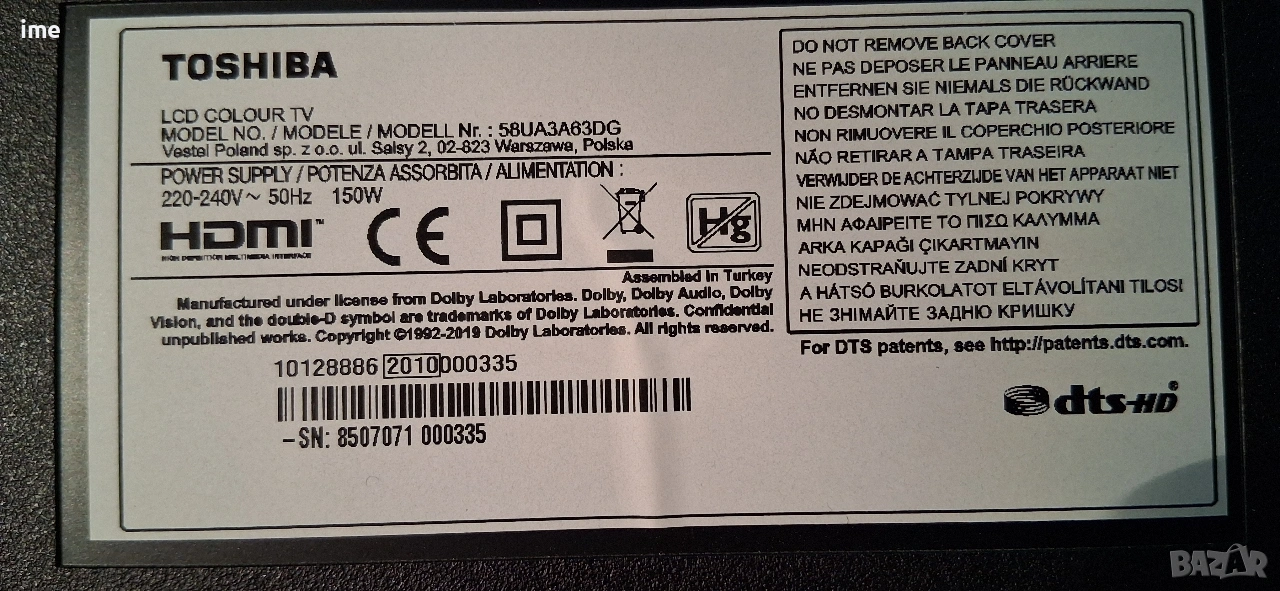 ime
TOSHIBA
LCD COLOUR TV
MODEL NO. / MODELE / MODELL Nr. : 58UA3A63DG
Vestel Poland sp. z o.o. ul. Salsy 2, 02-823 Warszawa, Polska
POWER SUPPLY / POTENZA ASSORBITA / ALIMENTATION :
220-240V~ 50Hz 150W
HDMI™
HIGH DEFINITION MULTIMEDIA INTERFACE
CE
Hg
Assembled in Turkey
Manufactured under license from Dolby Laboratories. Dolby, Dolby Audio, Dolby
Vision, and the double-D symbol are trademarks of Dolby Laboratories. Confidential
unpublished works. Copyright ©1992-2019 Dolby Laboratories. All rights reserved.
10128886 2010000335
-SN: 8507071 000335
DO NOT REMOVE BACK COVER
NE PAS DEPOSER LE PANNEAU ARRIERE
ENTFERNEN SIE NIEMALS DIE RÜCKWAND
NO DESMONTAR LA TAPA TRASERA
NON RIMUOVERE IL COPERCHIO POSTERIORE
NÃO RETIRAR A TAMPA TRASEIRA
VERWIJDER DE ACHTERZIJDE VAN HET APPARAAT NIET
NIE ZDEJMOWAĆ TYLNEJ POKRYWY
ΜΗΝ ΑΦΑΙΡΕΙΤΕ ΤΟ ΠΙΣΩ ΚΑΛΥΜΜΑ
ARKA KAPAĞI ÇIKARTMAYIN
NEODSTRAŇUJTE ZADNÍ KRYT
A HÁTSÓ BURKOLATOT ELTÁVOLÍTANI TILOS!
НЕ ЗНІМАЙТЕ ЗАДНЮ КРИШКУ
For DTS patents, see http://patents.dts.com.
dts-HD®
BAZAR